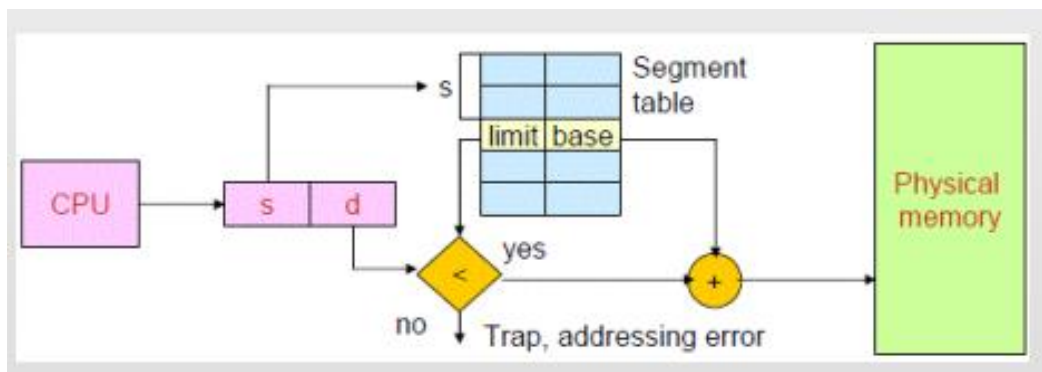 s
Segment
table
limit base
CPU
s d
Physical
memory
<
yes
+
no
Trap, addressing error